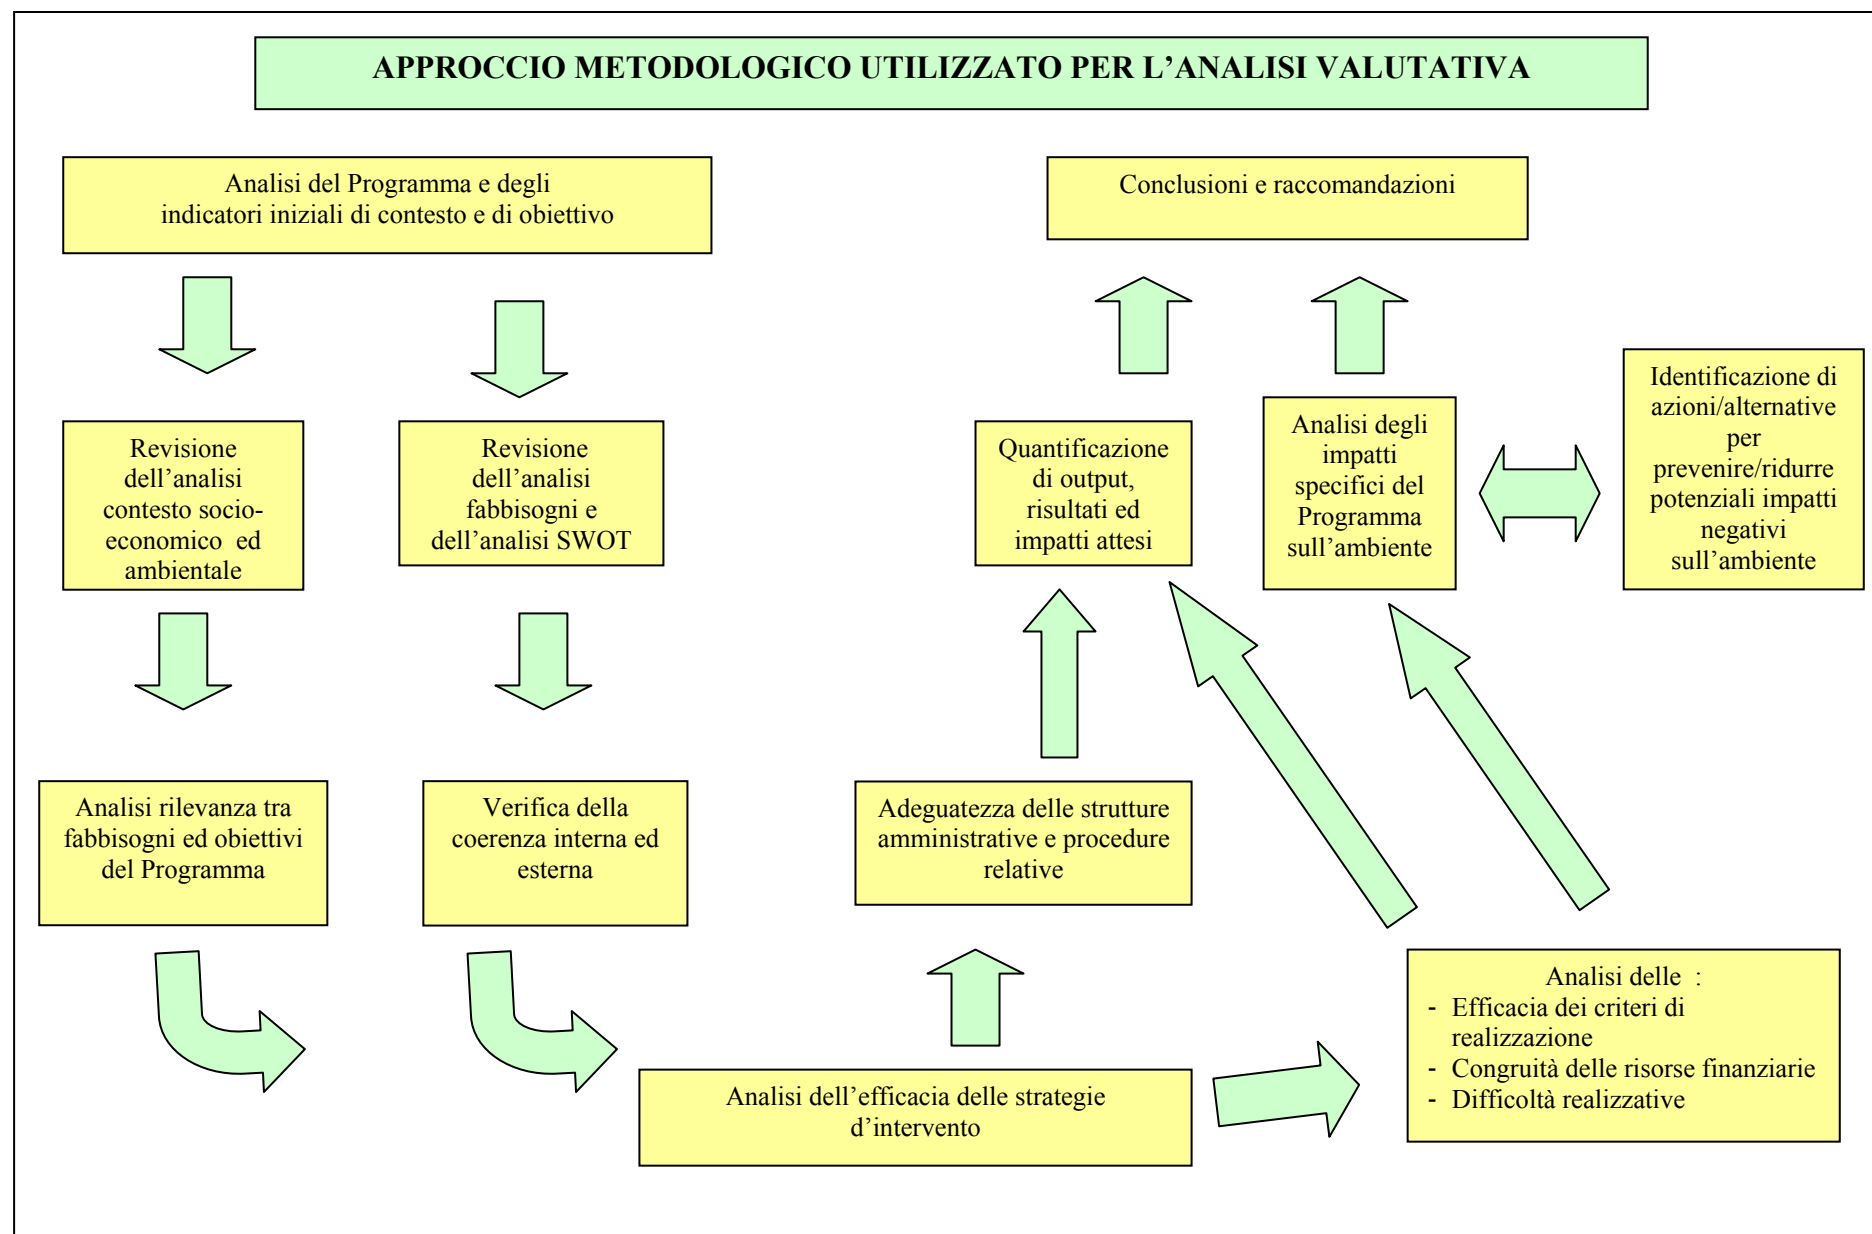 APPROCCIO METODOLOGICO UTILIZZATO PER L’ANALISI VALUTATIVA
Analisi del Programma e degli
indicatori iniziali di contesto e di obiettivo
Conclusioni e raccomandazioni
Revisione
dell’analisi
contesto socio-
economico ed
ambientale
Revisione
dell’analisi
fabbisogni e
dell’analisi SWOT
Quantificazione
di output,
risultati ed
impatti attesi
Analisi degli
impatti
specifici del
Programma
sull’ambiente
Identificazione di
azioni/alternative
per
prevenire/ridurre
potenziali impatti
negativi
sull’ambiente
Analisi rilevanza tra
fabbisogni ed obiettivi
del Programma
Verifica della
coerenza interna ed
esterna
Adeguatezza delle strutture
amministrative e procedure
relative
Analisi dell’efficacia delle strategie
d’intervento
Analisi delle :
- Efficacia dei criteri di
realizzazione
- Congruità delle risorse finanziarie
- Difficoltà realizzative